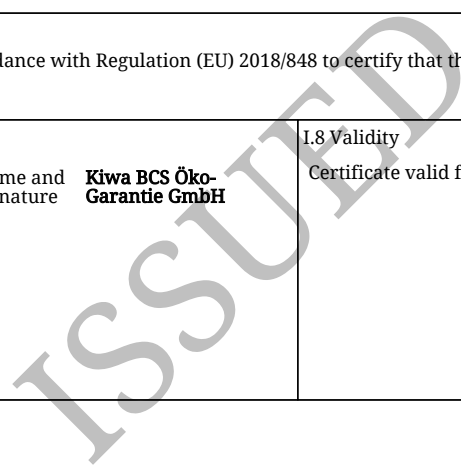 dance with Regulation (EU) 2018/848 to certify that th
I.8 Validity
me and Kiwa BCS Öko-
nature Garantie GmbH
Certificate valid f
ISSUED